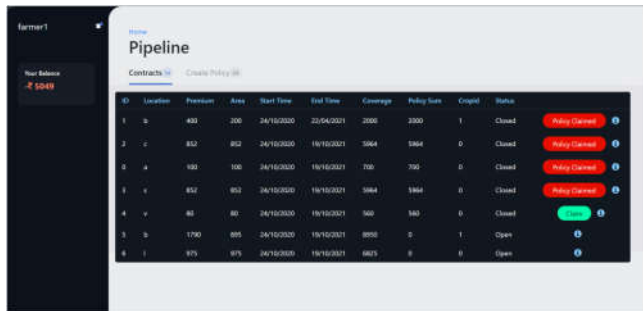 farmer1
Home
Pipeline
Your Balance
-₹ 5049
Contracts
Create Policy
ID Location Premium Area Start Time End Time Coverage Policy Sum CropId Status
1 b 400 200 24/10/2020 22/04/2021 2000 2000 1 Closed Policy Claimed
2 c 852 852 24/10/2020 19/10/2021 5964 5964 0 Closed Policy Claimed
0 a 100 100 24/10/2020 19/10/2021 700 700 0 Closed Policy Claimed
3 c 852 852 24/10/2020 19/10/2021 5964 5964 0 Closed Policy Claimed
4 v 80 80 24/10/2020 19/10/2021 560 560 0 Closed Claim
5 b 1790 895 24/10/2020 19/10/2021 8950 0 1 Open
6 975 975 24/10/2020 19/10/2021 6825 0 0 Open